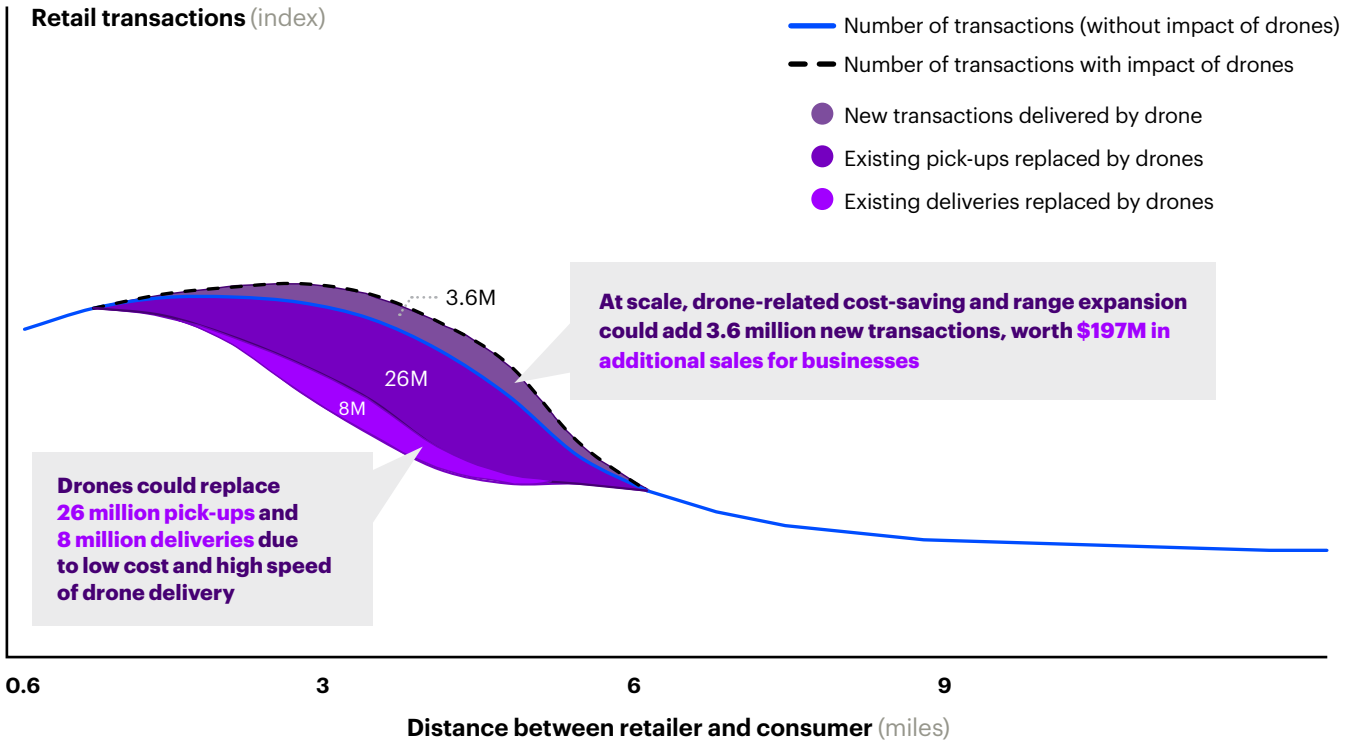 Retail transactions (index)
Number of transactions (without impact of drones)
Number of transactions with impact of drones
New transactions delivered by drone
Existing pick-ups replaced by drones
Existing deliveries replaced by drones
3.6M
At scale, drone-related cost-saving and range expansion
could add 3.6 million new transactions, worth $197M in
additional sales for businesses
26M
8M
Drones could replace
26 million pick-ups and
8 million deliveries due
to low cost and high speed
of drone delivery
0.6 3 6 9
Distance between retailer and consumer (miles)